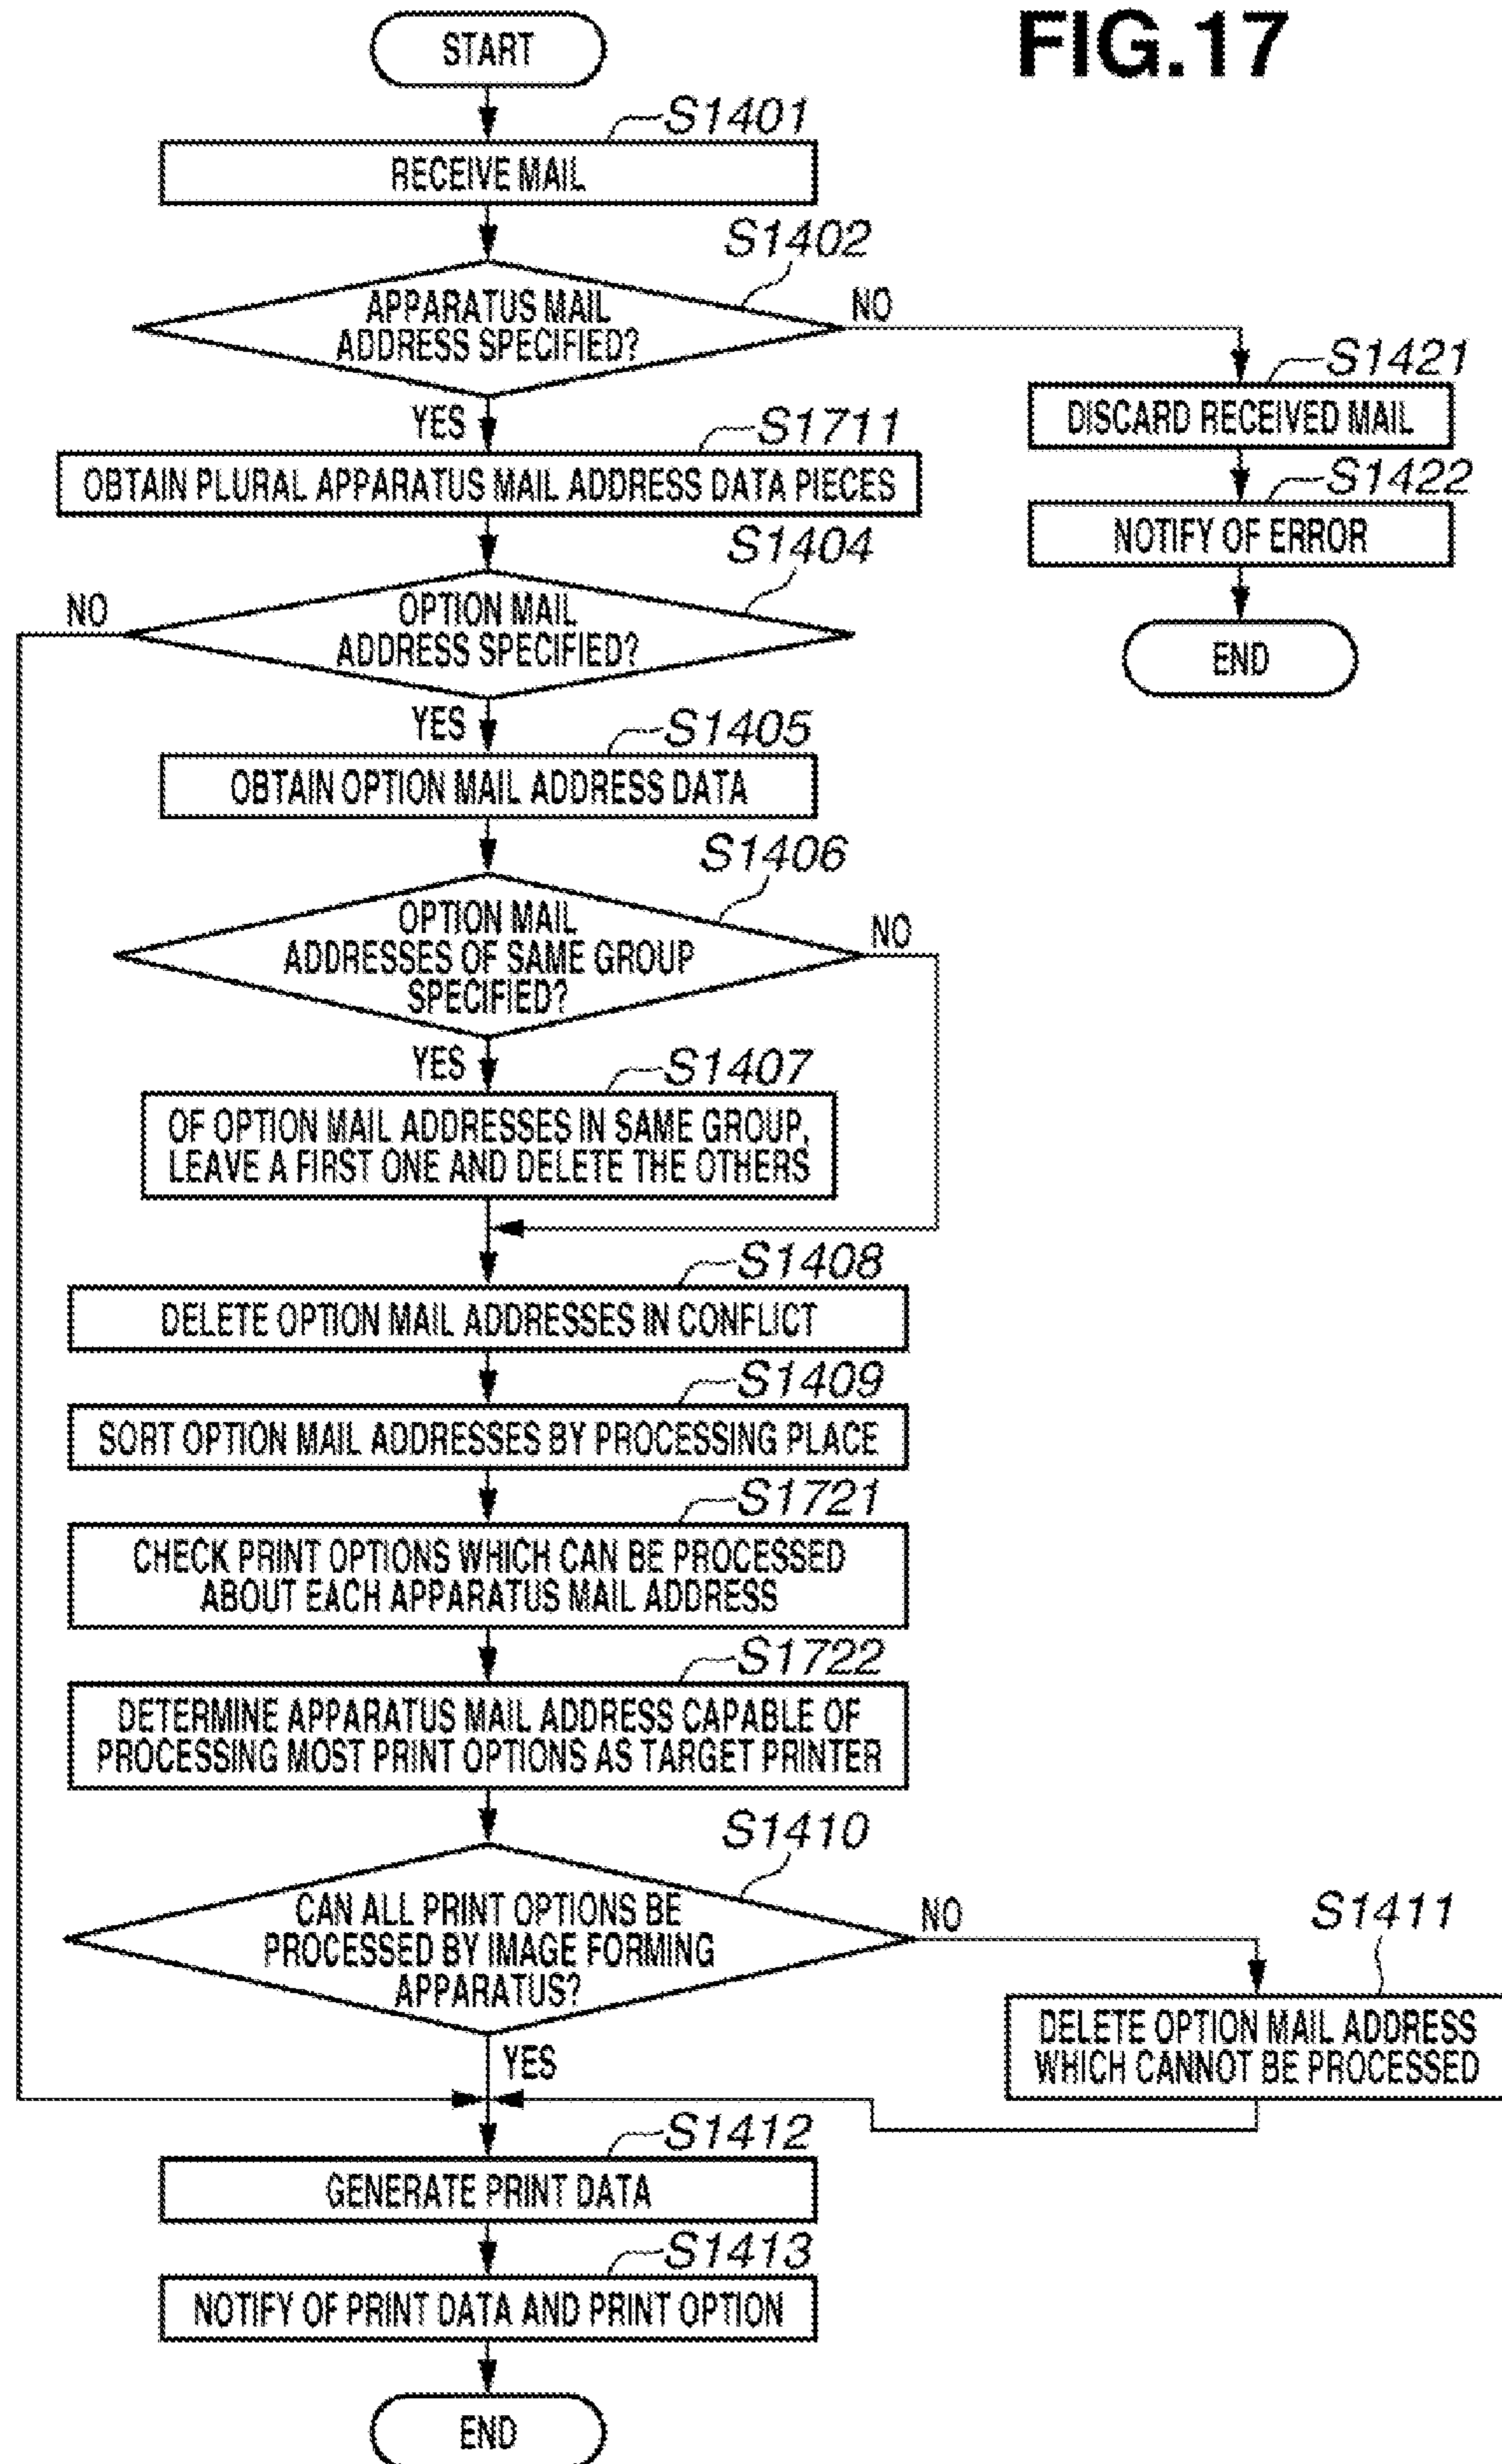 FIG.17
START
S1401
RECEIVE MAIL
S1402
APPARATUS MAIL
ADDRESS SPECIFIED?
NO
YES
S1421
DISCARD RECEIVED MAIL
S1422
NOTIFY OF ERROR
END
S1711
OBTAIN PLURAL APPARATUS MAIL ADDRESS DATA PIECES
S1404
OPTION MAIL
ADDRESS SPECIFIED?
NO
YES
S1405
OBTAIN OPTION MAIL ADDRESS DATA
S1406
OPTION MAIL
ADDRESSES OF SAME GROUP
SPECIFIED?
NO
YES
S1407
OF OPTION MAIL ADDRESSES IN SAME GROUP,
LEAVE A FIRST ONE AND DELETE THE OTHERS
S1408
DELETE OPTION MAIL ADDRESSES IN CONFLICT
S1409
SORT OPTION MAIL ADDRESSES BY PROCESSING PLACE
S1721
CHECK PRINT OPTIONS WHICH CAN BE PROCESSED
ABOUT EACH APPARATUS MAIL ADDRESS
S1722
DETERMINE APPARATUS MAIL ADDRESS CAPABLE OF
PROCESSING MOST PRINT OPTIONS AS TARGET PRINTER
S1410
CAN ALL PRINT OPTIONS BE
PROCESSED BY IMAGE FORMING
APPARATUS?
NO
YES
S1411
DELETE OPTION MAIL ADDRESS
WHICH CANNOT BE PROCESSED
S1412
GENERATE PRINT DATA
S1413
NOTIFY OF PRINT DATA AND PRINT OPTION
END